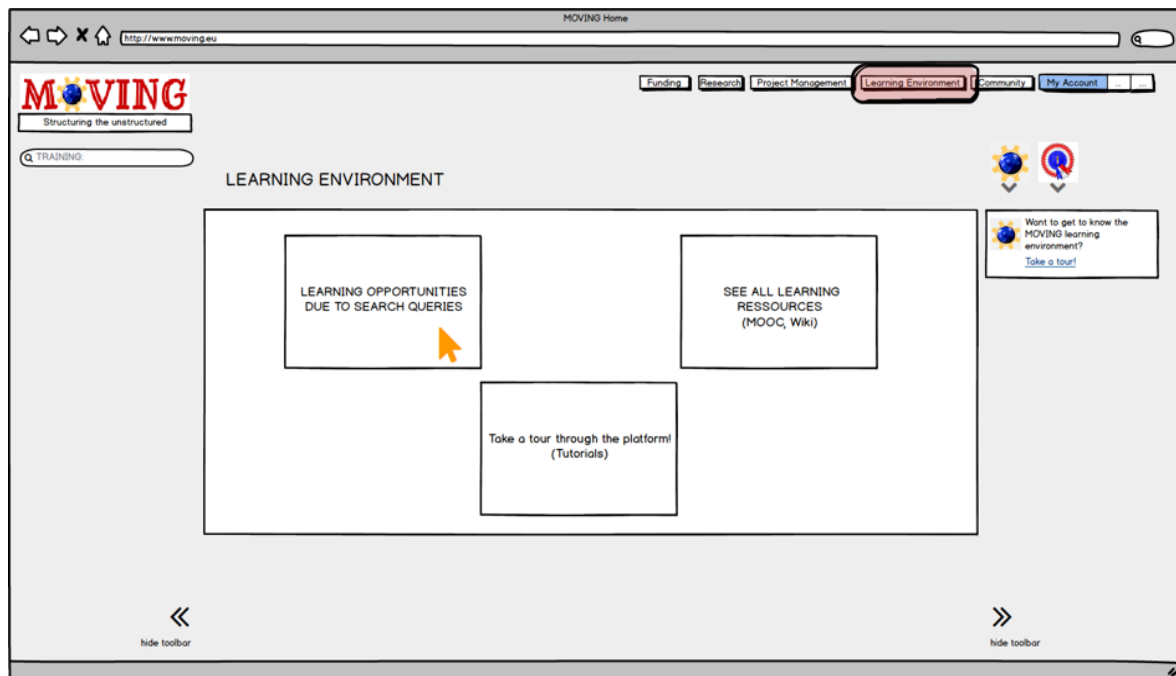 MOVING Home
http://www.moving.eu
MOVING
Structuring the unstructured
Funding
Research
Project Management
Learning Environment
Community
My Account
...
...
TRAINING:
LEARNING ENVIRONMENT
LEARNING OPPORTUNITIES
DUE TO SEARCH QUERIES
SEE ALL LEARNING
RESSOURCES
(MOOC, Wiki)
Take a tour through the platform!
(Tutorials)
Want to get to know the
MOVING learning
environment?
Take a tour!
hide toolbar
hide toolbar